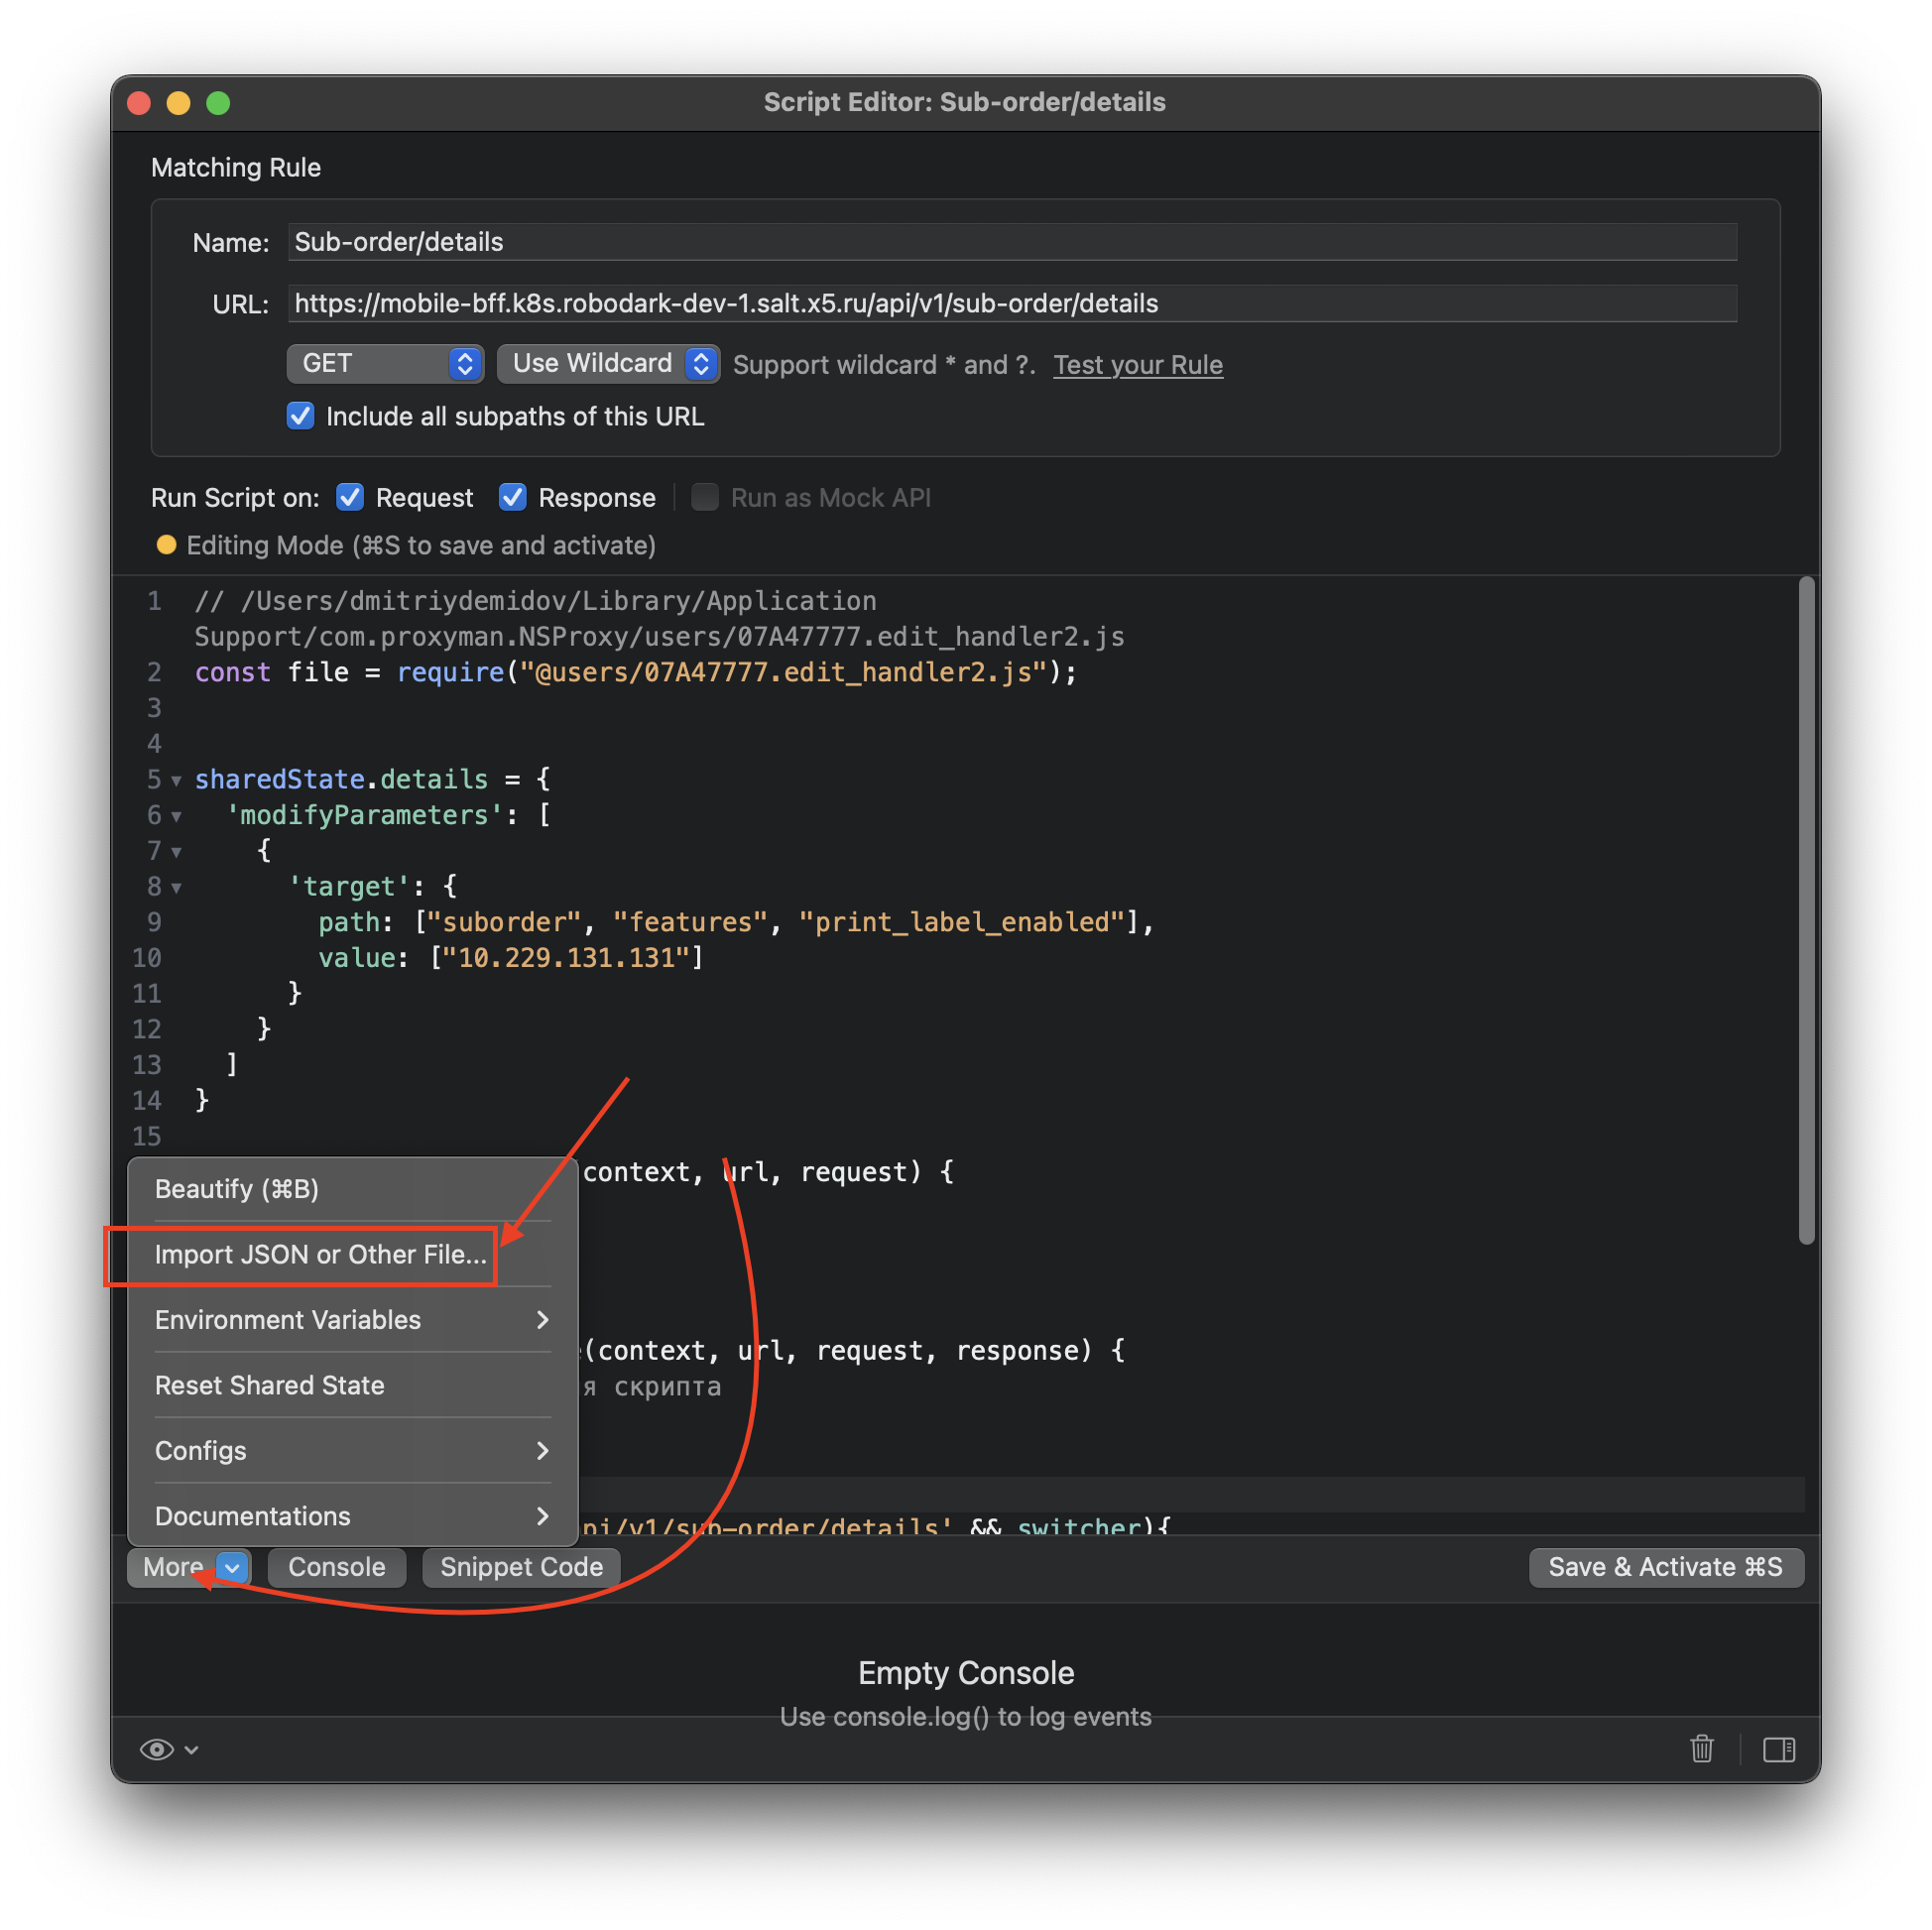 Script Editor: Sub-order/details
Matching Rule
Name: Sub-order/details
URL: https://mobile-bff.k8s.robodark-dev-1.salt.x5.ru/api/v1/sub-order/details
GET Use Wildcard Support wildcard * and ?. Test your Rule
Include all subpaths of this URL
Run Script on: Request Response Run as Mock API
Editing Mode (⌘S to save and activate)
1 // /Users/dmitriydemidov/Library/Application
Support/com.proxyman.NSProxy/users/07A47777.edit_handler2.js
2 const file = require("@users/07A47777.edit_handler2.js");
3
4
5 sharedState.details = {
6 'modifyParameters': [
7 {
8 'target': {
9 path: ["suborder", "features", "print_label_enabled"],
10 value: ["10.229.131.131"]
11 }
12 }
13 ]
14 }
15
context, url, request) {
Beautify (⌘B)
Import JSON or Other File...
Environment Variables
(context, url, request, response) {
Reset Shared State
я скрипта
Configs
Documentations
pi/v1/sub-order/details' && switcher){
More Console Snippet Code Save & Activate ⌘S
Empty Console
Use console.log() to log events